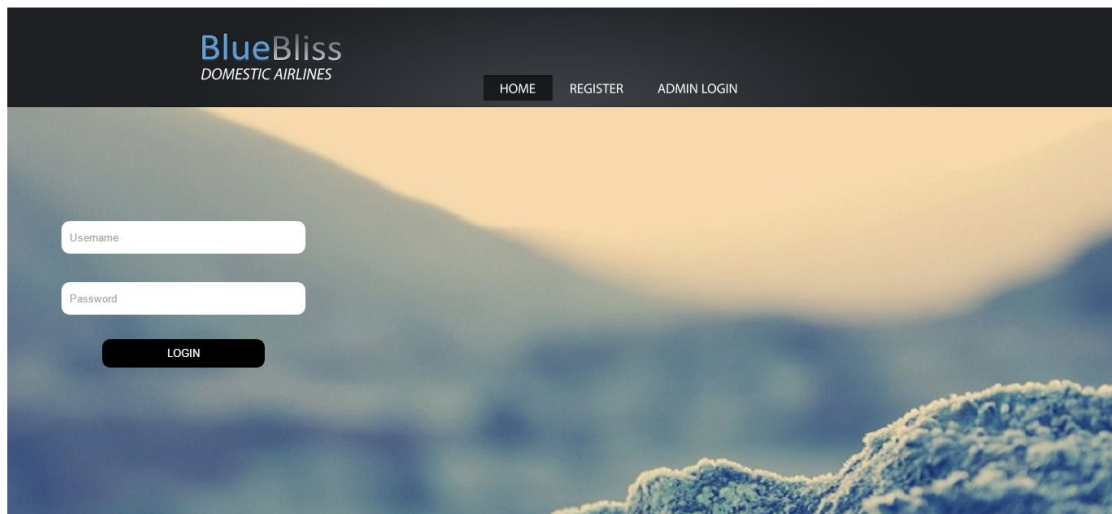 BlueBliss
DOMESTIC AIRLINES
HOME REGISTER ADMIN LOGIN
Username
Password
LOGIN